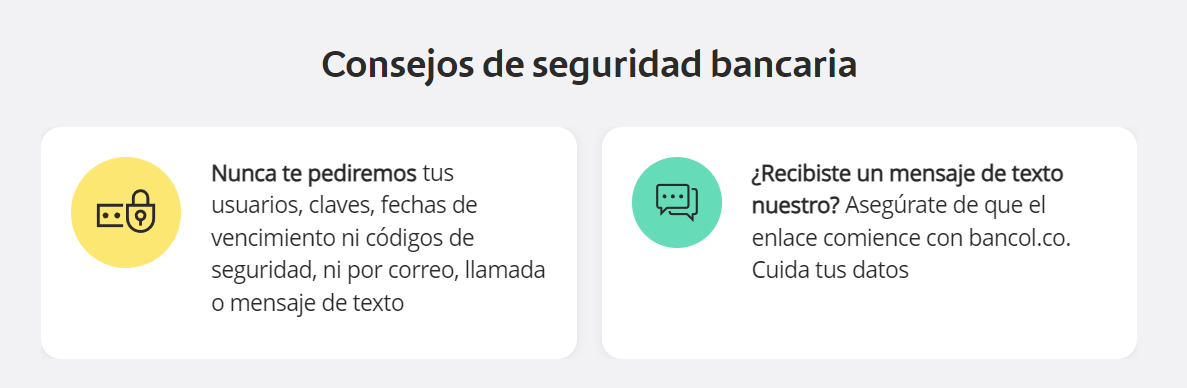 Consejos de seguridad bancaria
Nunca te pediremos tus
usuarios, claves, fechas de
vencimiento ni códigos de
seguridad, ni por correo, llamada
o mensaje de texto
¿Recibiste un mensaje de texto
nuestro? Asegúrate de que el
enlace comience con bancol.co.
Cuida tus datos